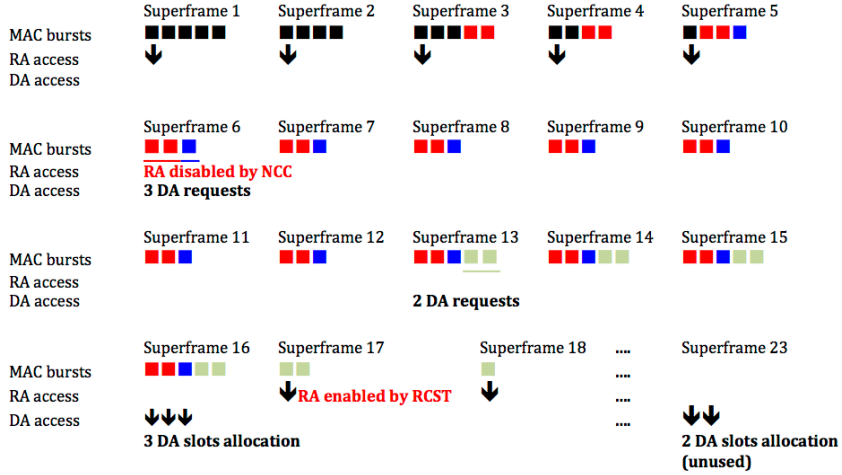 Superframe 1 Superframe 2 Superframe 3 Superframe 4 Superframe 5
MAC bursts
RA access
DA access
Superframe 6 Superframe 7 Superframe 8 Superframe 9 Superframe 10
MAC bursts
RA access RA disabled by NCC
DA access 3 DA requests
Superframe 11 Superframe 12 Superframe 13 Superframe 14 Superframe 15
MAC bursts
RA access
DA access 2 DA requests
Superframe 16 Superframe 17 Superframe 18 .... Superframe 23
MAC bursts ....
RA access RA enabled by RCST ....
DA access ....
3 DA slots allocation 2 DA slots allocation
(unused)